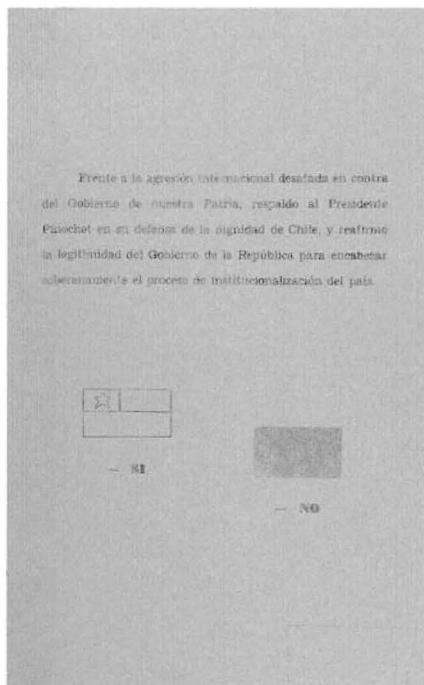 Frente a la agresión internacional desatada en contra
del Gobierno de nuestra Patria, respaldo al Presidente
Pinochet en su defensa de la dignidad de Chile, y reafirmo
la legitimidad del Gobierno de la República para encabezar
soberanamente el proceso de institucionalización del país.
— SI
— NO